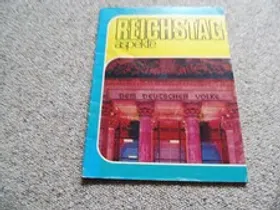 REICHSTAG
aspekte
DEM DEUTSCHEN VOLKE